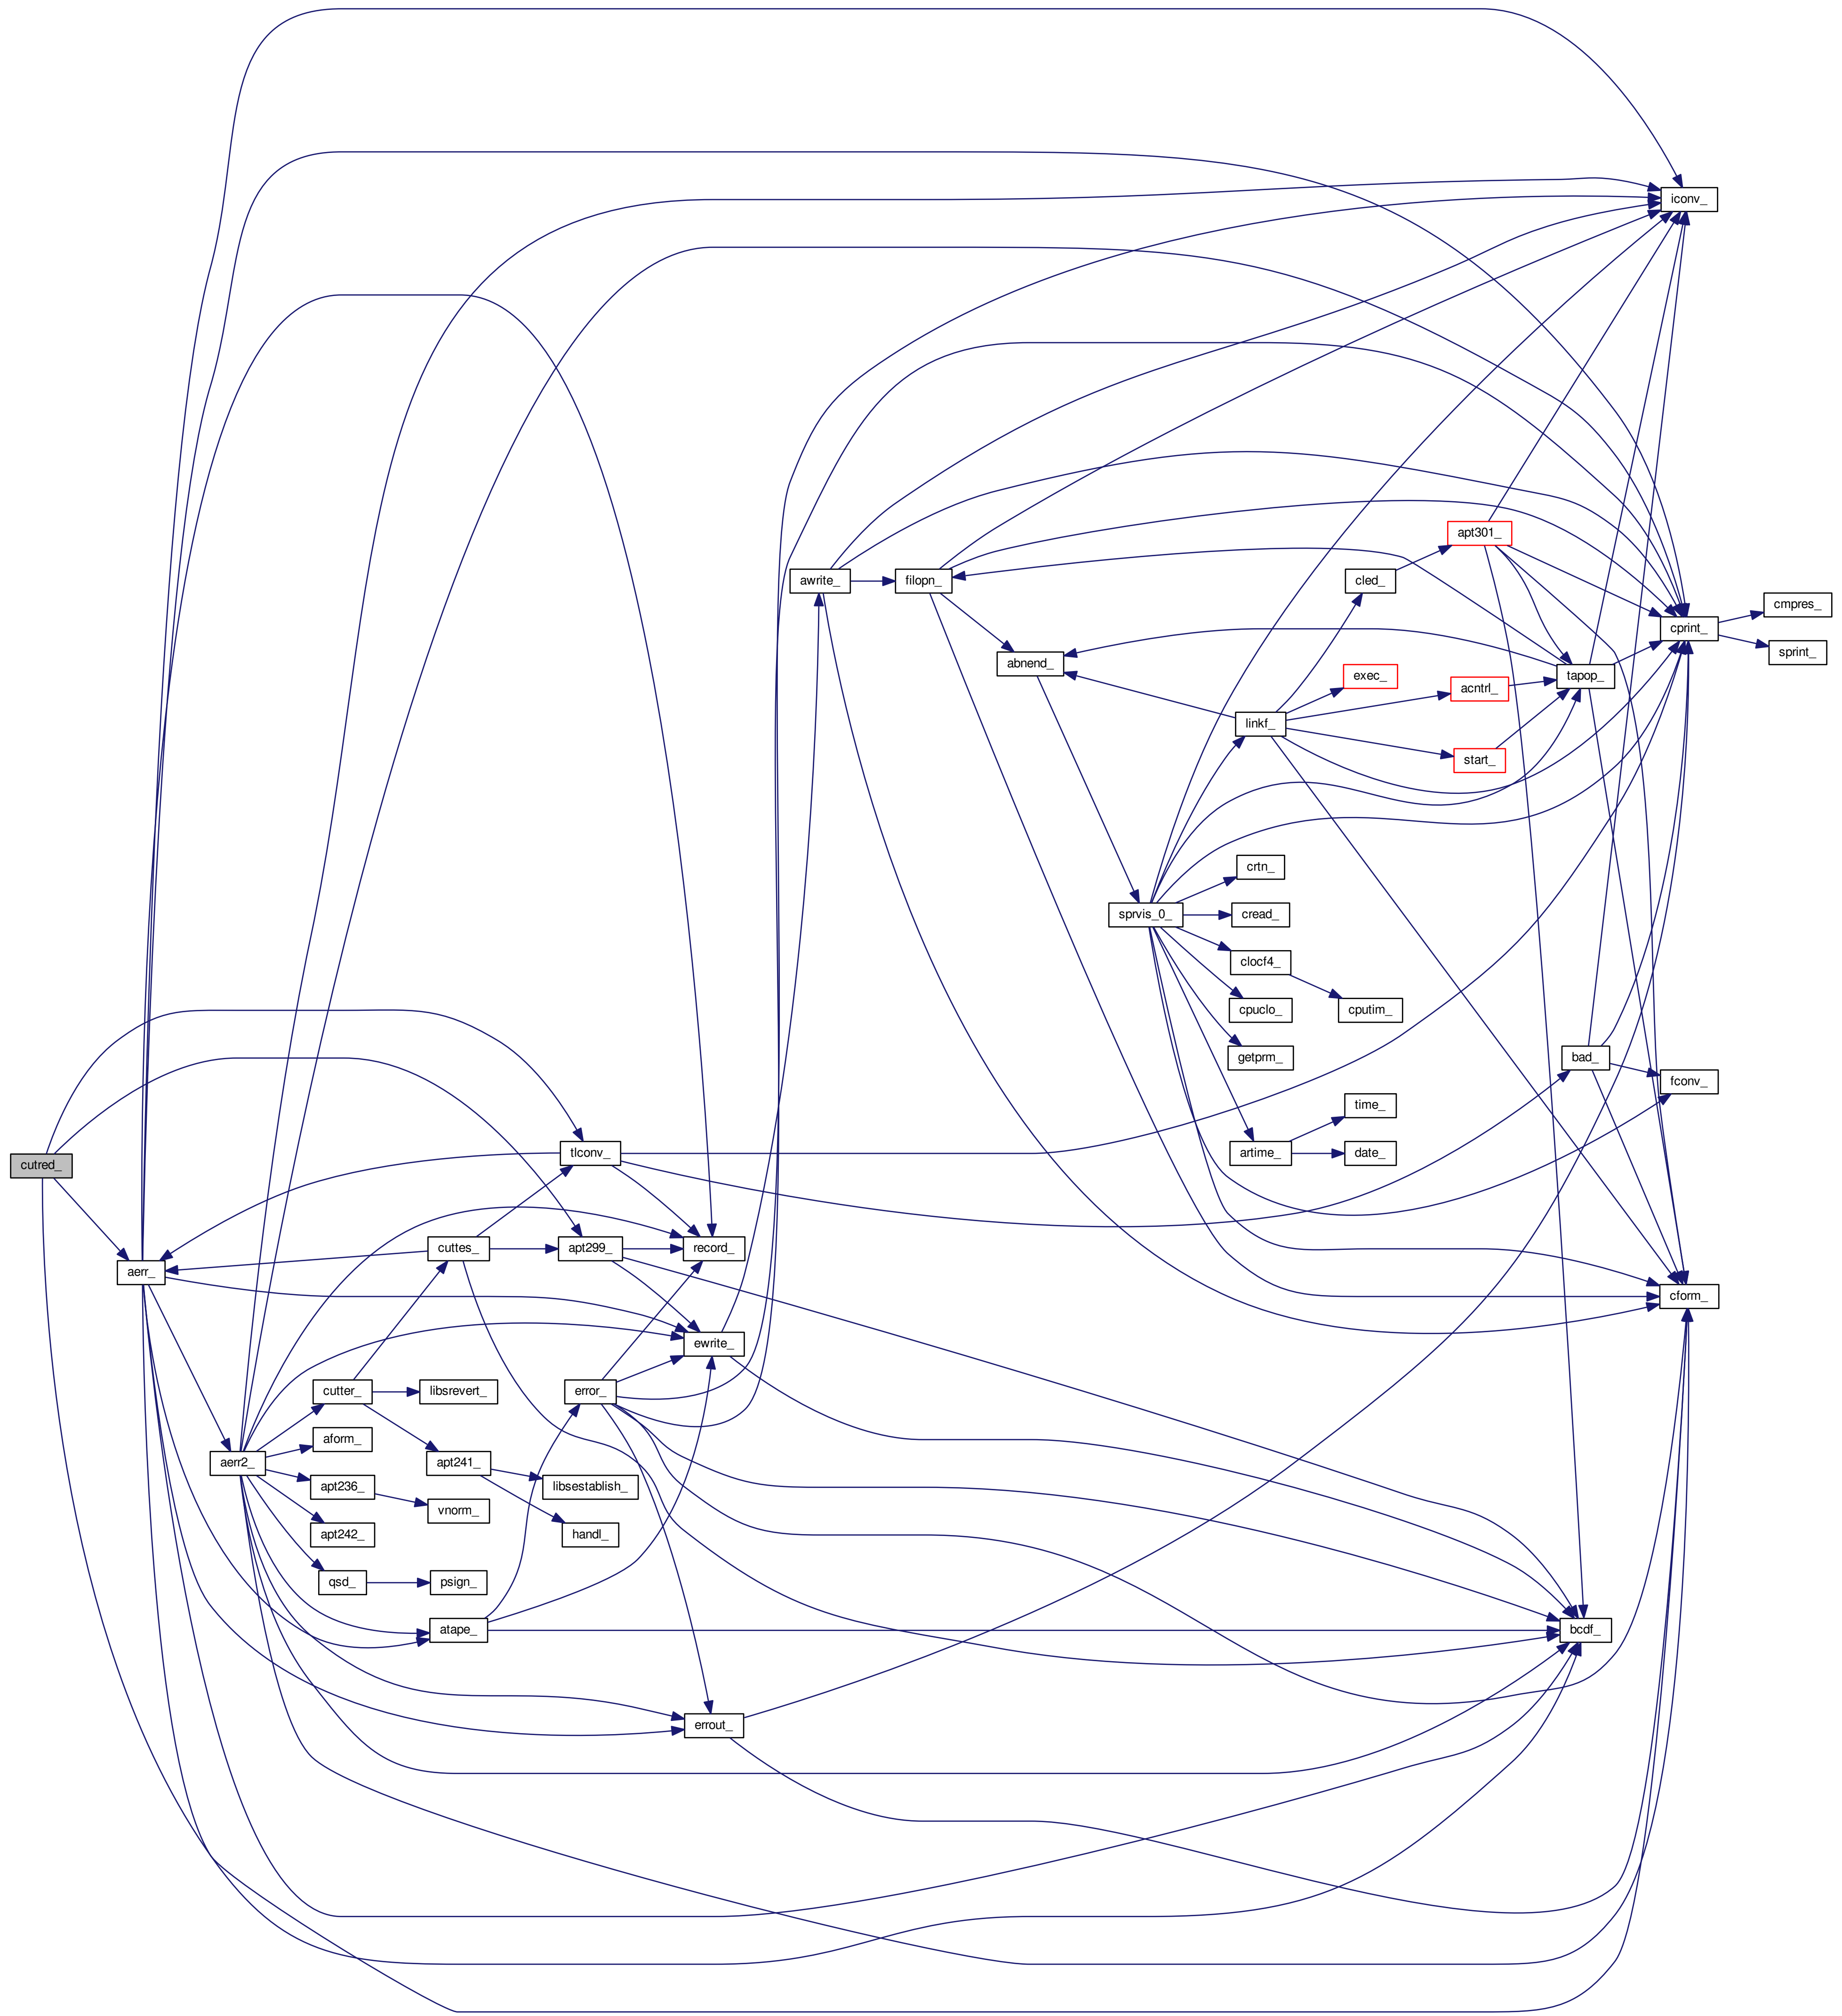 cutred_
aerr_
aerr2_
cutter_
aform_
apt236_
apt242_
qsd_
cuttes_
libsrevert_
apt241_
vnorm_
psign_
atape_
tlconv_
apt299_
error_
libsestablish_
handl_
record_
ewrite_
errout_
awrite_
filopn_
abnend_
sprvis_0_
linkf_
crtn_
cread_
clocf4_
cpuclo_
getprm_
artime_
cled_
exec_
cputim_
time_
date_
apt301_
acntrl_
start_
tapop_
bad_
bcdf_
iconv_
cprint_
fconv_
cform_
cmpres_
sprint_